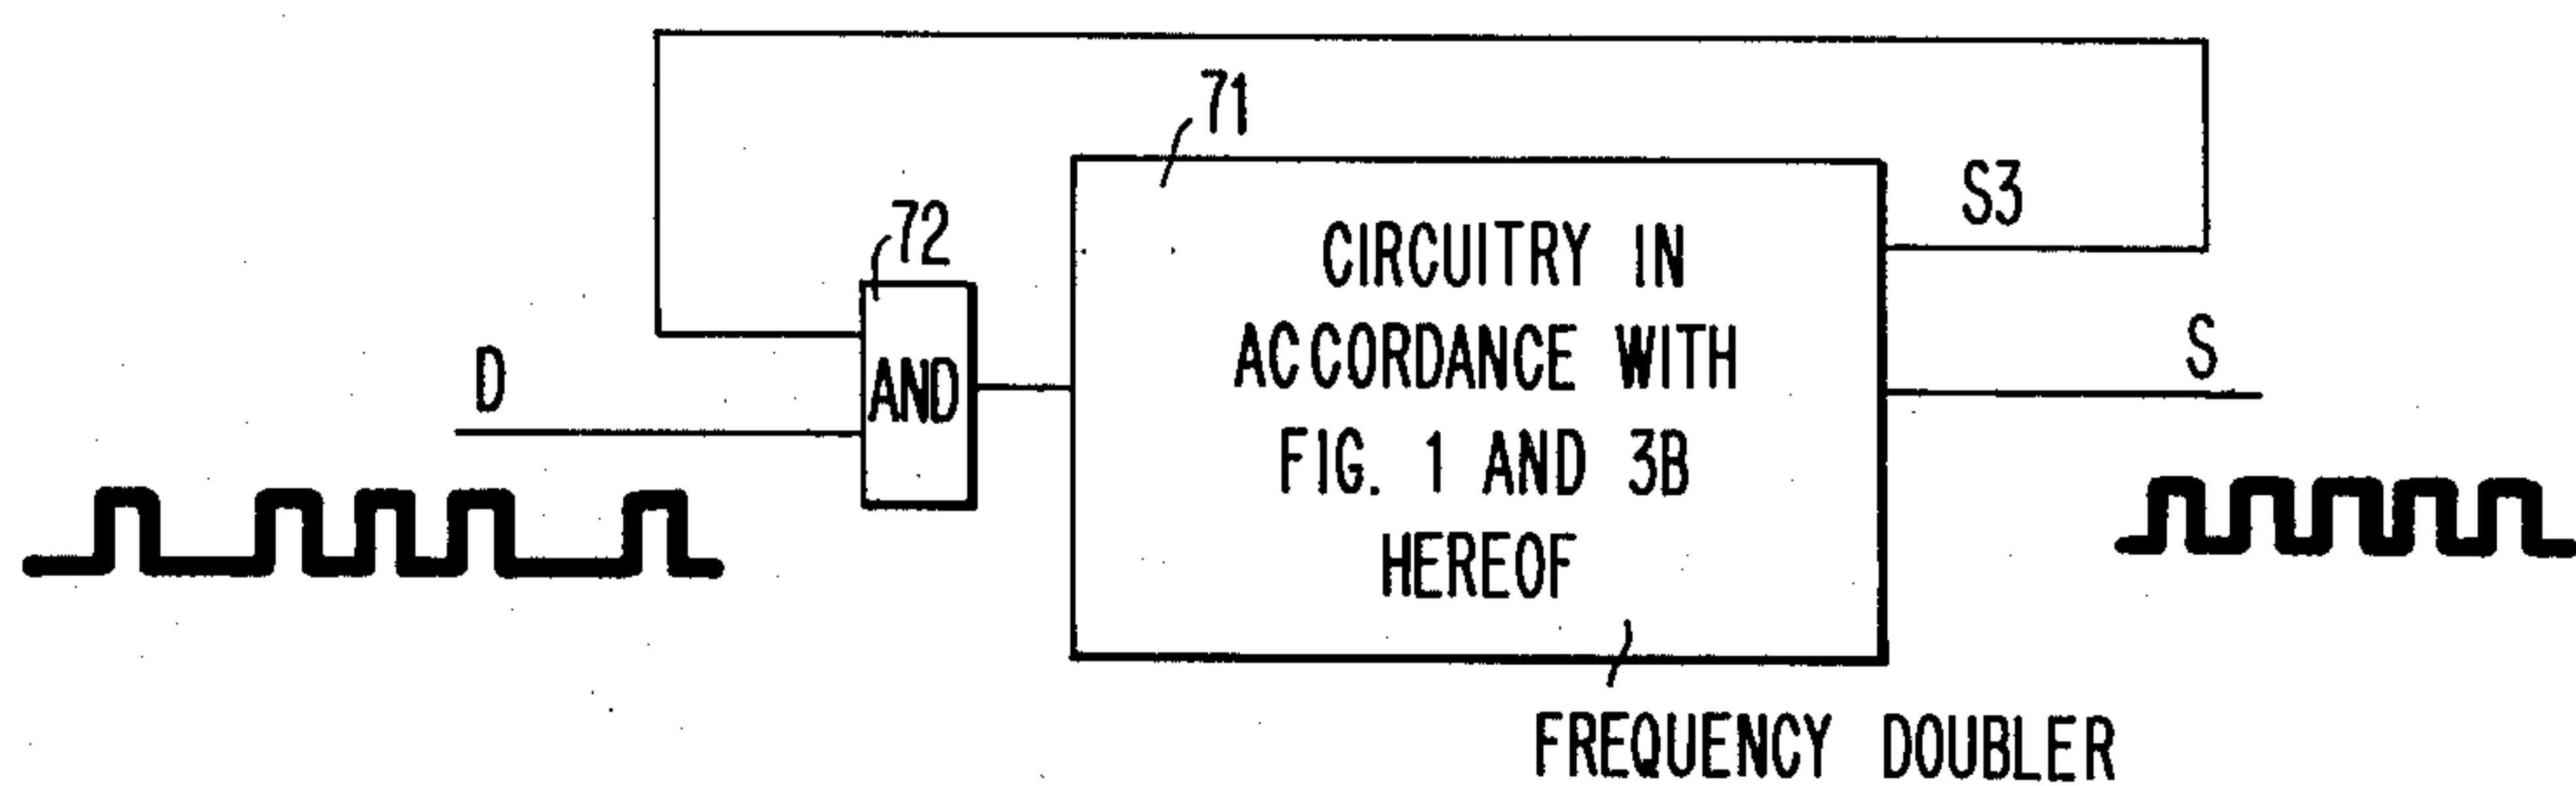 71
S3
72
CIRCUITRY IN
ACCORDANCE WITH
FIG. 1 AND 3B
HEREOF
AND
D
S
FREQUENCY DOUBLER